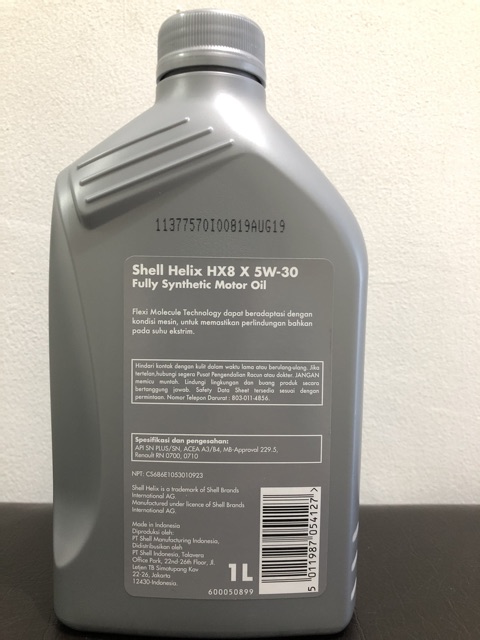 11377570I00819AUG19
Shell Helix HX8 X 5W-30
Fully Synthetic Motor Oil
Flexi Molecule Technology dapat beradaptasi dengan
kondisi mesin, untuk memastikan perlindungan bahkan
pada suhu ekstrim.
Hindari kontak dengan kulit dalam waktu lama atau berulang-ulang. Jika
tertelan,hubungi segera Pusat Pengendalian Racun atau dokter. JANGAN
memicu muntah. Lindungi lingkungan dan buang produk secara
bertanggung jawab. Safety Data Sheet tersedia sesuai dengan
permintaan. Nomor Telepon Darurat : 803-011-4856.
Spesifikasi dan pengesahan:
API SN PLUS/SN, ACEA A3/B4, MB-Approval 229.5,
Renault RN 0700, 0710
NPT: CS686E1053010923
Shell Helix is a trademark of Shell Brands
International AG.
Manufactured under licence of Shell Brands
International AG.
Made in Indonesia
Diproduksi oleh:
PT Shell Manufacturing Indonesia,
Didistribusikan oleh
PT Shell Indonesia, Talavera
Office Park, 22nd-26th Floor, Jl.
Letjen TB Simatupang Kav
22-26, Jakarta
12430-Indonesia.
1L
600050899
5 011987 054127 >